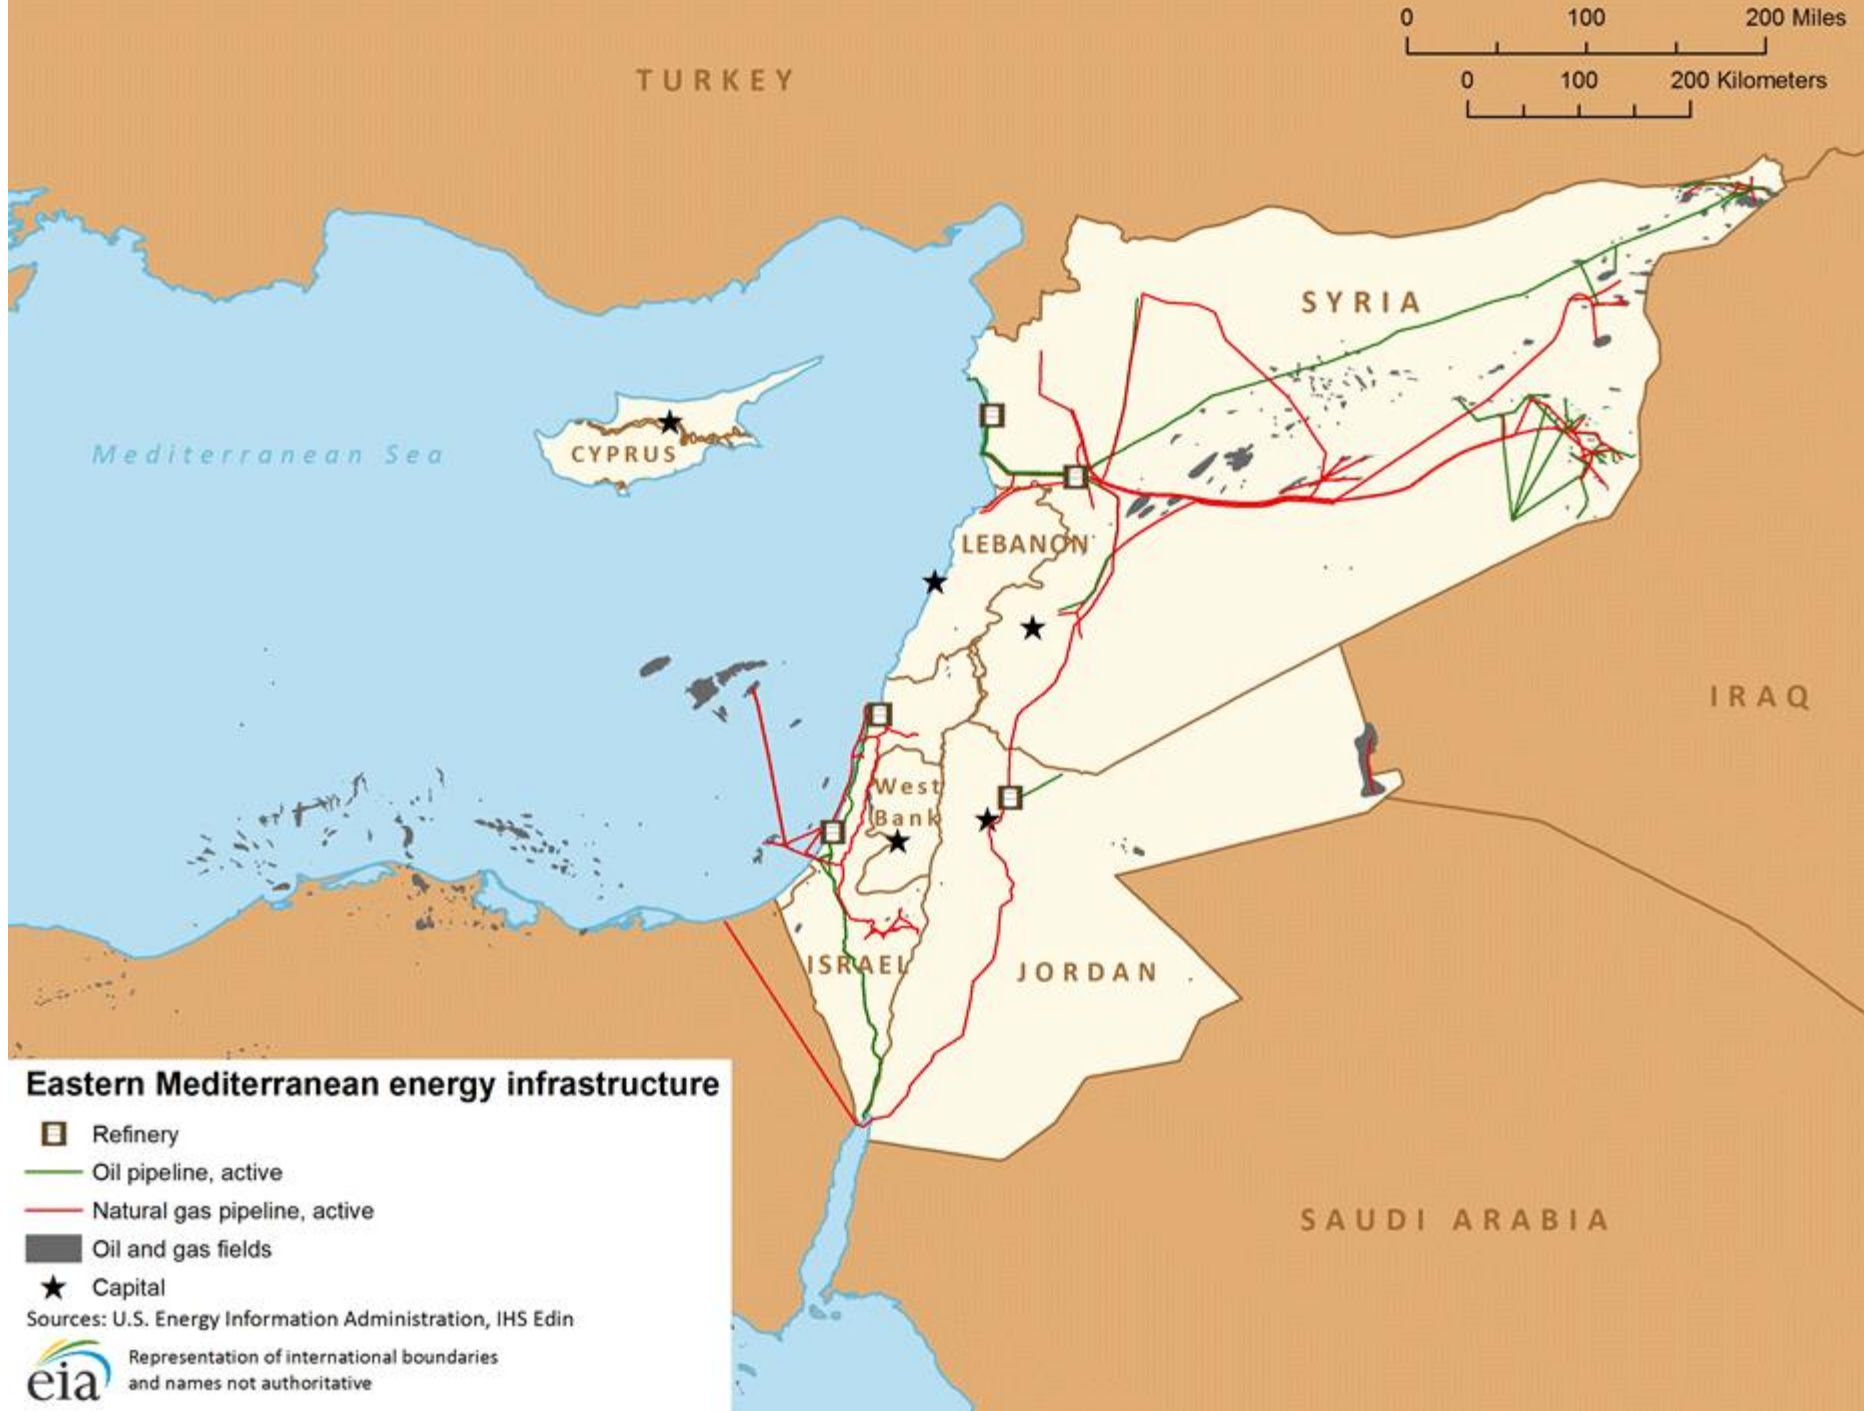 0 100 200 Miles
0 100 200 Kilometers
TURKEY
SYRIA
CYPRUS
Mediterranean Sea
LEBANON
IRAQ
West
Bank
ISRAEL
JORDAN
SAUDI ARABIA
Eastern Mediterranean energy infrastructure
Refinery
Oil pipeline, active
Natural gas pipeline, active
Oil and gas fields
Capital
Sources: U.S. Energy Information Administration, IHS Edin
eia
Representation of international boundaries
and names not authoritative